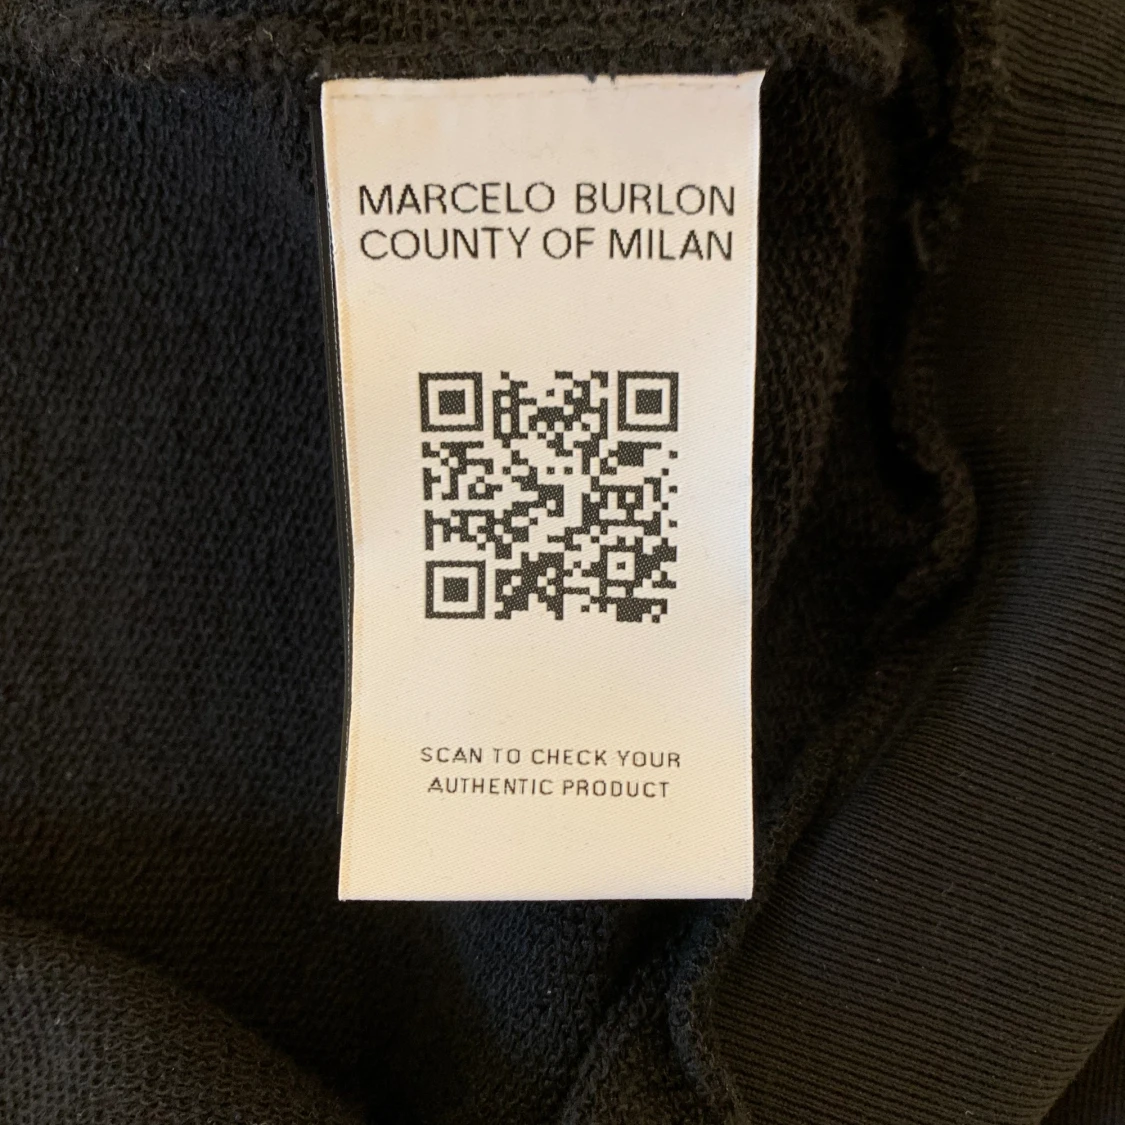 MARCELO BURLON
COUNTY OF MILAN
SCAN TO CHECK YOUR
AUTHENTIC PRODUCT